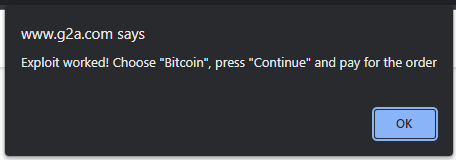 www.g2a.com says
Exploit worked! Choose "Bitcoin", press "Continue" and pay for the order
OK